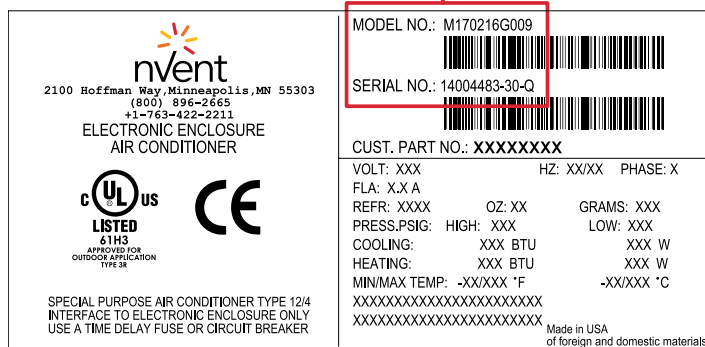 nVent
2100 Hoffman Way,Minneapolis,MN 55303
(800) 896-2665
+1-763-422-2211
ELECTRONIC ENCLOSURE
AIR CONDITIONER
C UL US
LISTED
61H3
APPROVED FOR
OUTDOOR APPLICATION
TYPE 3R
CE
SPECIAL PURPOSE AIR CONDITIONER TYPE 12/4
INTERFACE TO ELECTRONIC ENCLOSURE ONLY
USE A TIME DELAY FUSE OR CIRCUIT BREAKER
MODEL NO.: M170216G009
SERIAL NO.: 14004483-30-Q
CUST. PART NO.: XXXXXXXX
VOLT: XXX HZ: XX/XX PHASE: X
FLA: X.X A
REFR: XXXX OZ: XX GRAMS: XXX
PRESS.PSIG: HIGH: XXX LOW: XXX
COOLING: XXX BTU XXX W
HEATING: XXX BTU XXX W
MIN/MAX TEMP: -XX/XXX °F -XX/XXX °C
XXXXXXXXXXXXXXXXXXXXXXXX
XXXXXXXXXXXXXXXXXXXXXXXX
Made in USA
of foreign and domestic materials